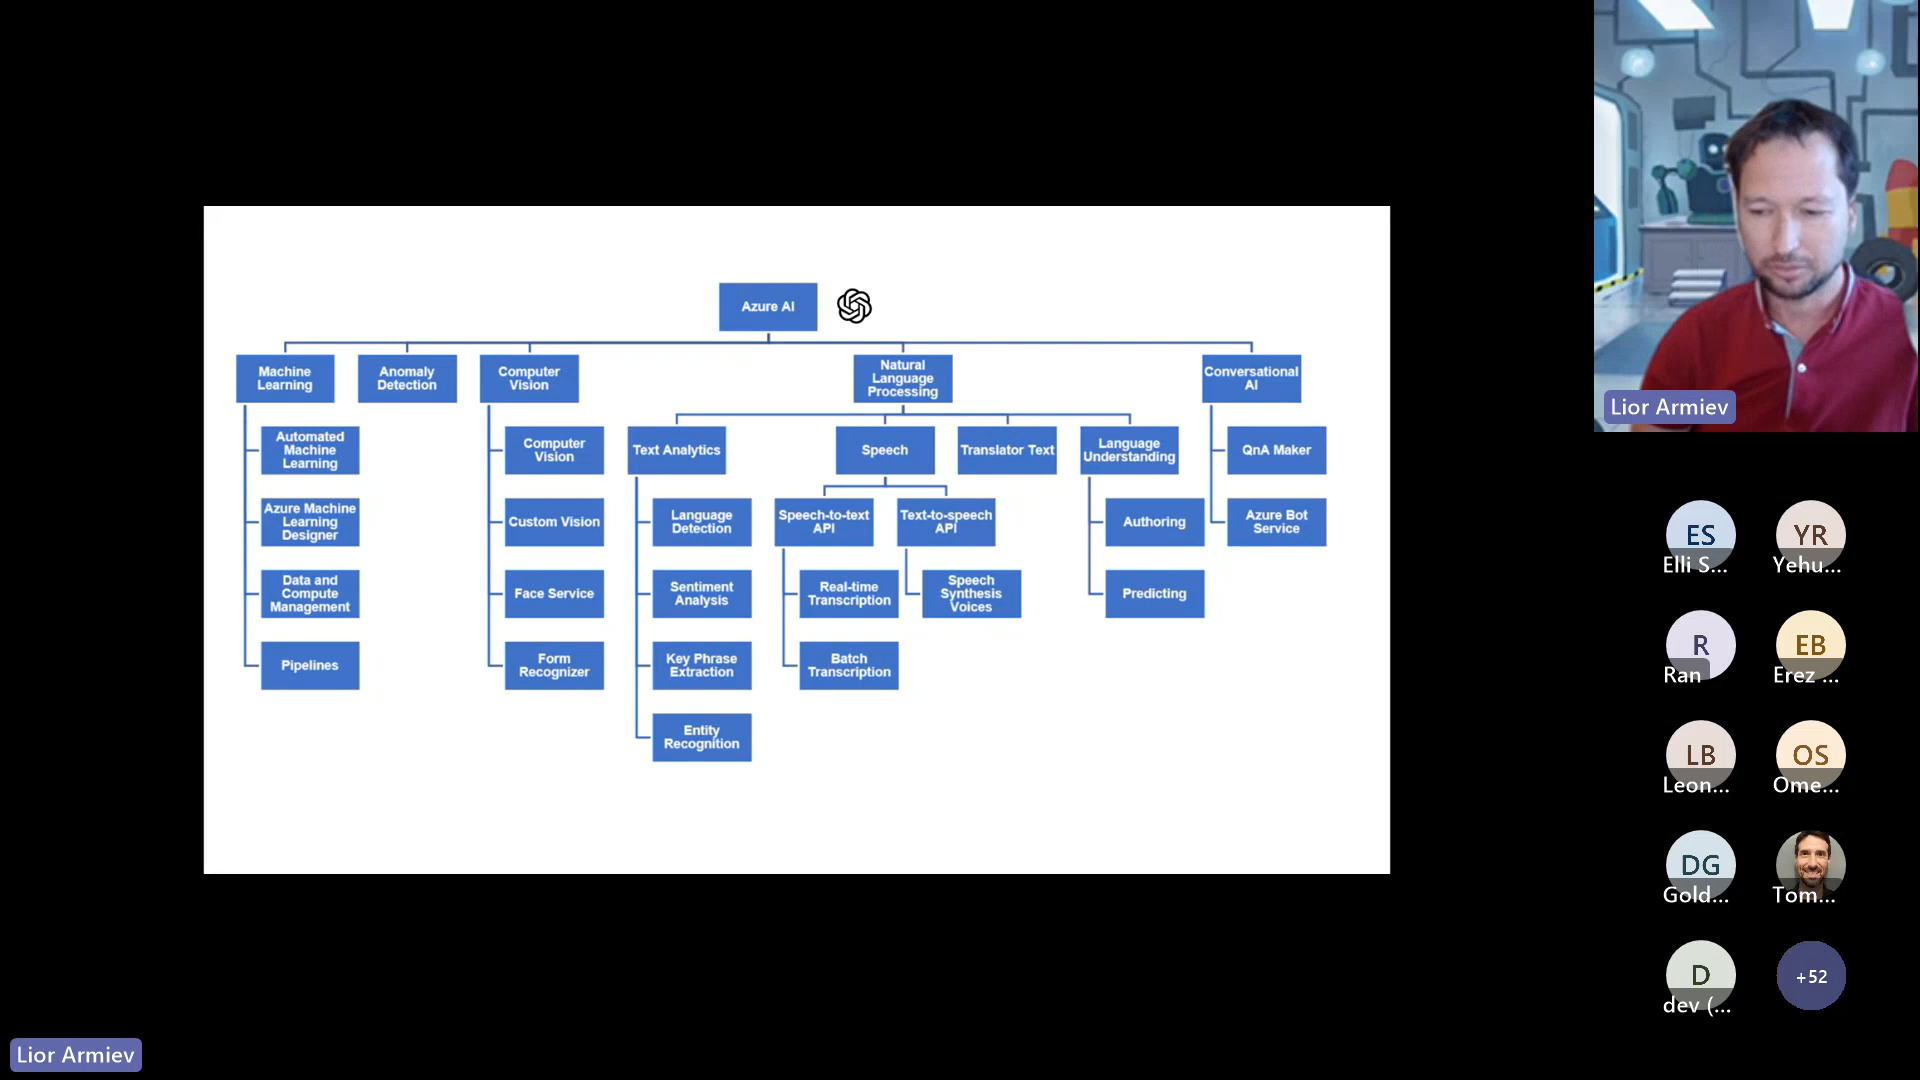 Azure AI
Machine
Learning
Anomaly
Detection
Computer
Vision
Natural
Language
Processing
Conversational
AI
Automated
Machine
Learning
Azure Machine
Learning
Designer
Data and
Compute
Management
Pipelines
Computer
Vision
Custom Vision
Face Service
Form
Recognizer
Text Analytics
Language
Detection
Sentiment
Analysis
Key Phrase
Extraction
Entity
Recognition
Speech
Speech-to-text
API
Real-time
Transcription
Batch
Transcription
Text-to-speech
API
Speech
Synthesis
Voices
Translator Text
Language
Understanding
Authoring
Predicting
QnA Maker
Azure Bot
Service
Lior Armiev
ES
Elli S...
YR
Yehu...
R
Ran
EB
Erez ...
LB
Leon...
OS
Ome...
DG
Gold...
Tom...
D
dev (...
+52
Lior Armiev